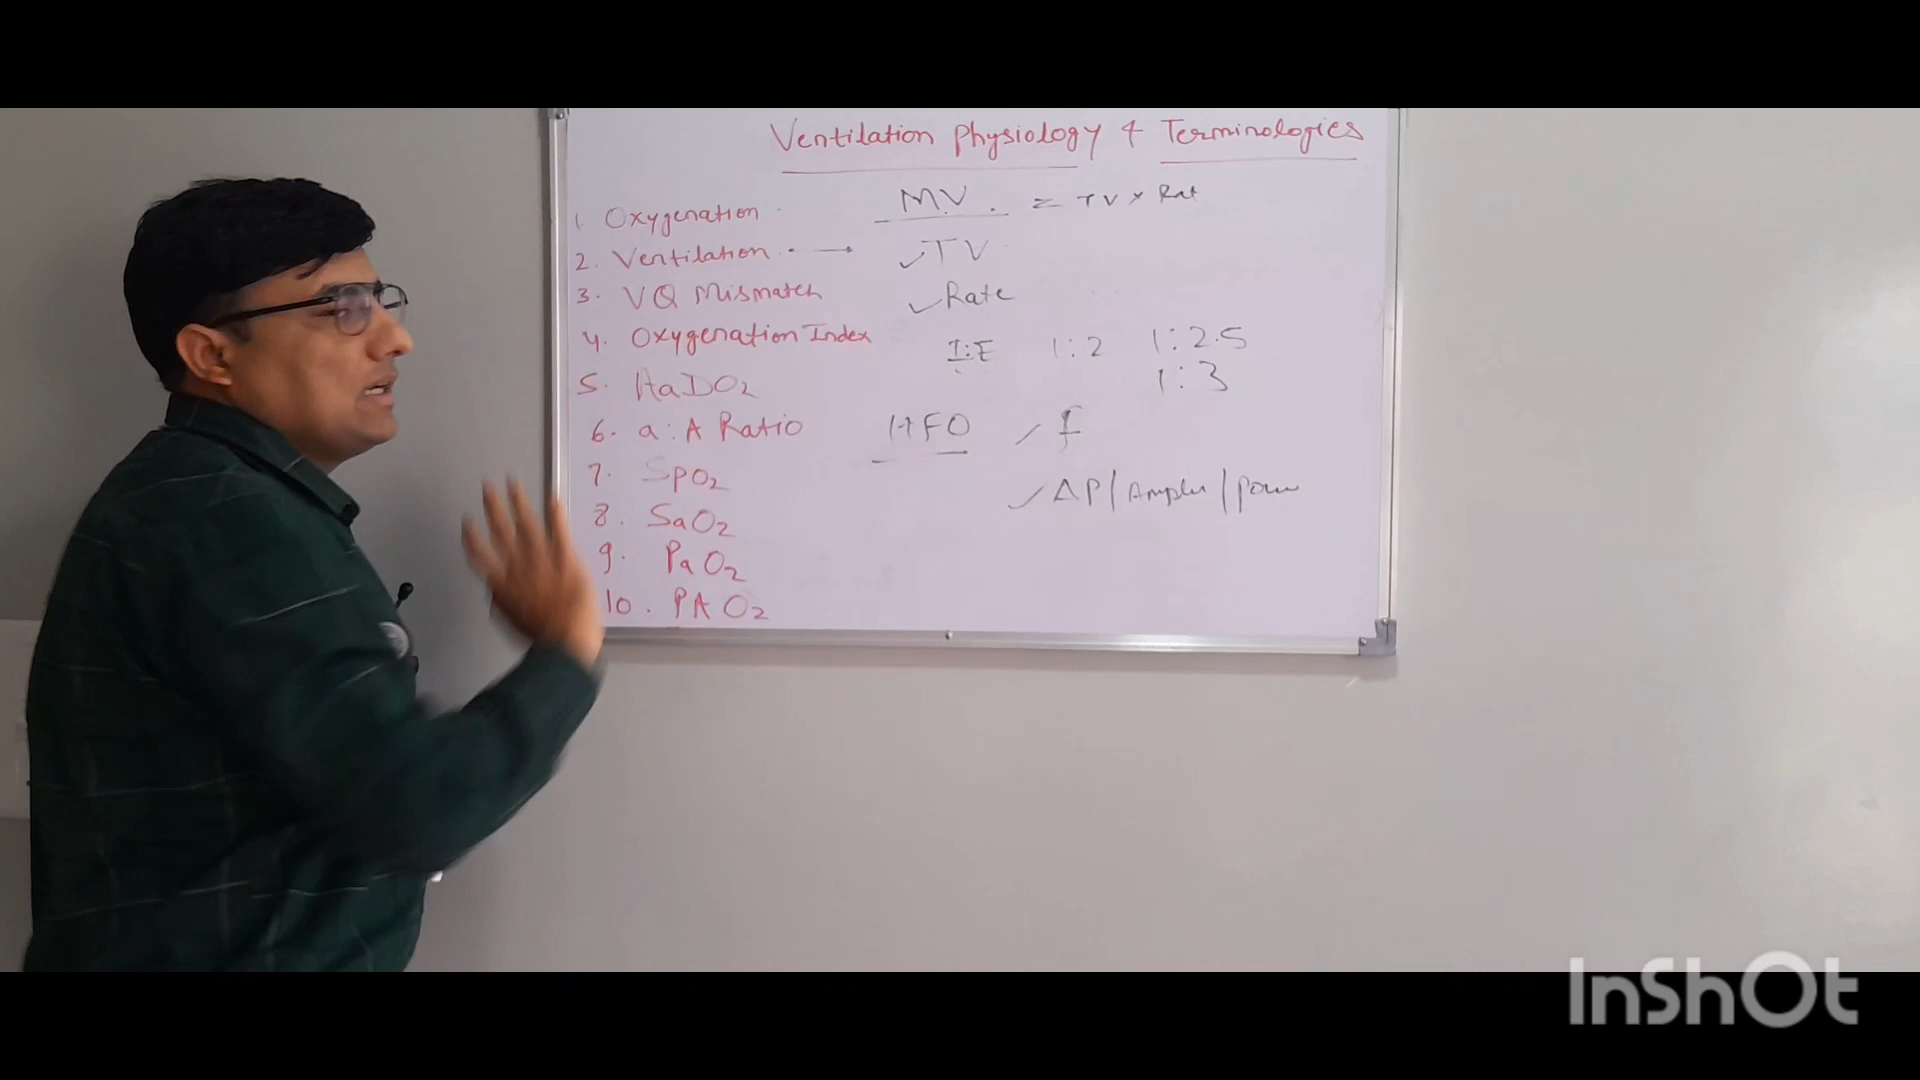 Ventilation Physiology & Terminologies
1. Oxygenation
2. Ventilation →
3. VQ Mismatch
4. Oxygenation Index
5. AaDO2
6. a:A Ratio
7. SpO2
8. SaO2
9. PaO2
10. PAO2
MV = TV x Rat
✓TV
✓Rate
I:E 1:2 1:2.5
1:3
HFO ✓ f
✓ ΔP/ /
InShOt